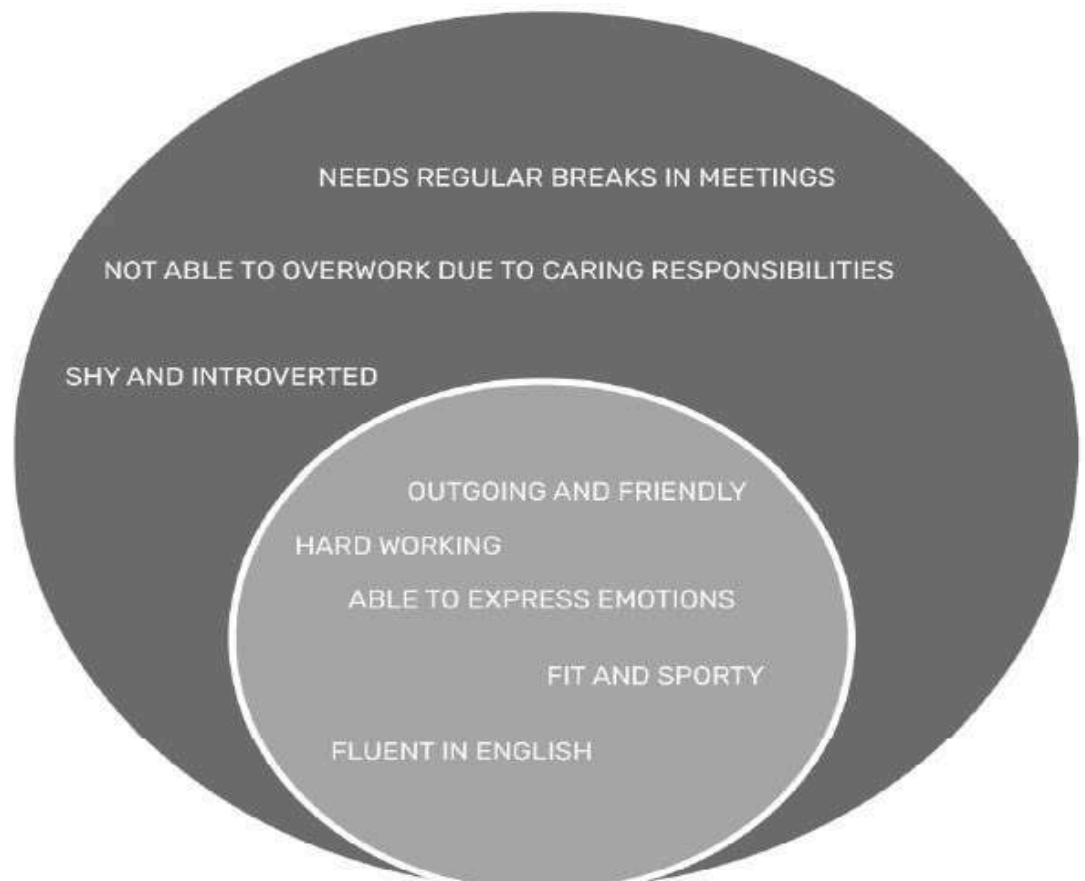 NEEDS REGULAR BREAKS IN MEETINGS
NOT ABLE TO OVERWORK DUE TO CARING RESPONSIBILITIES
SHY AND INTROVERTED
OUTGOING AND FRIENDLY
HARD WORKING
ABLE TO EXPRESS EMOTIONS
FIT AND SPORTY
FLUENT IN ENGLISH